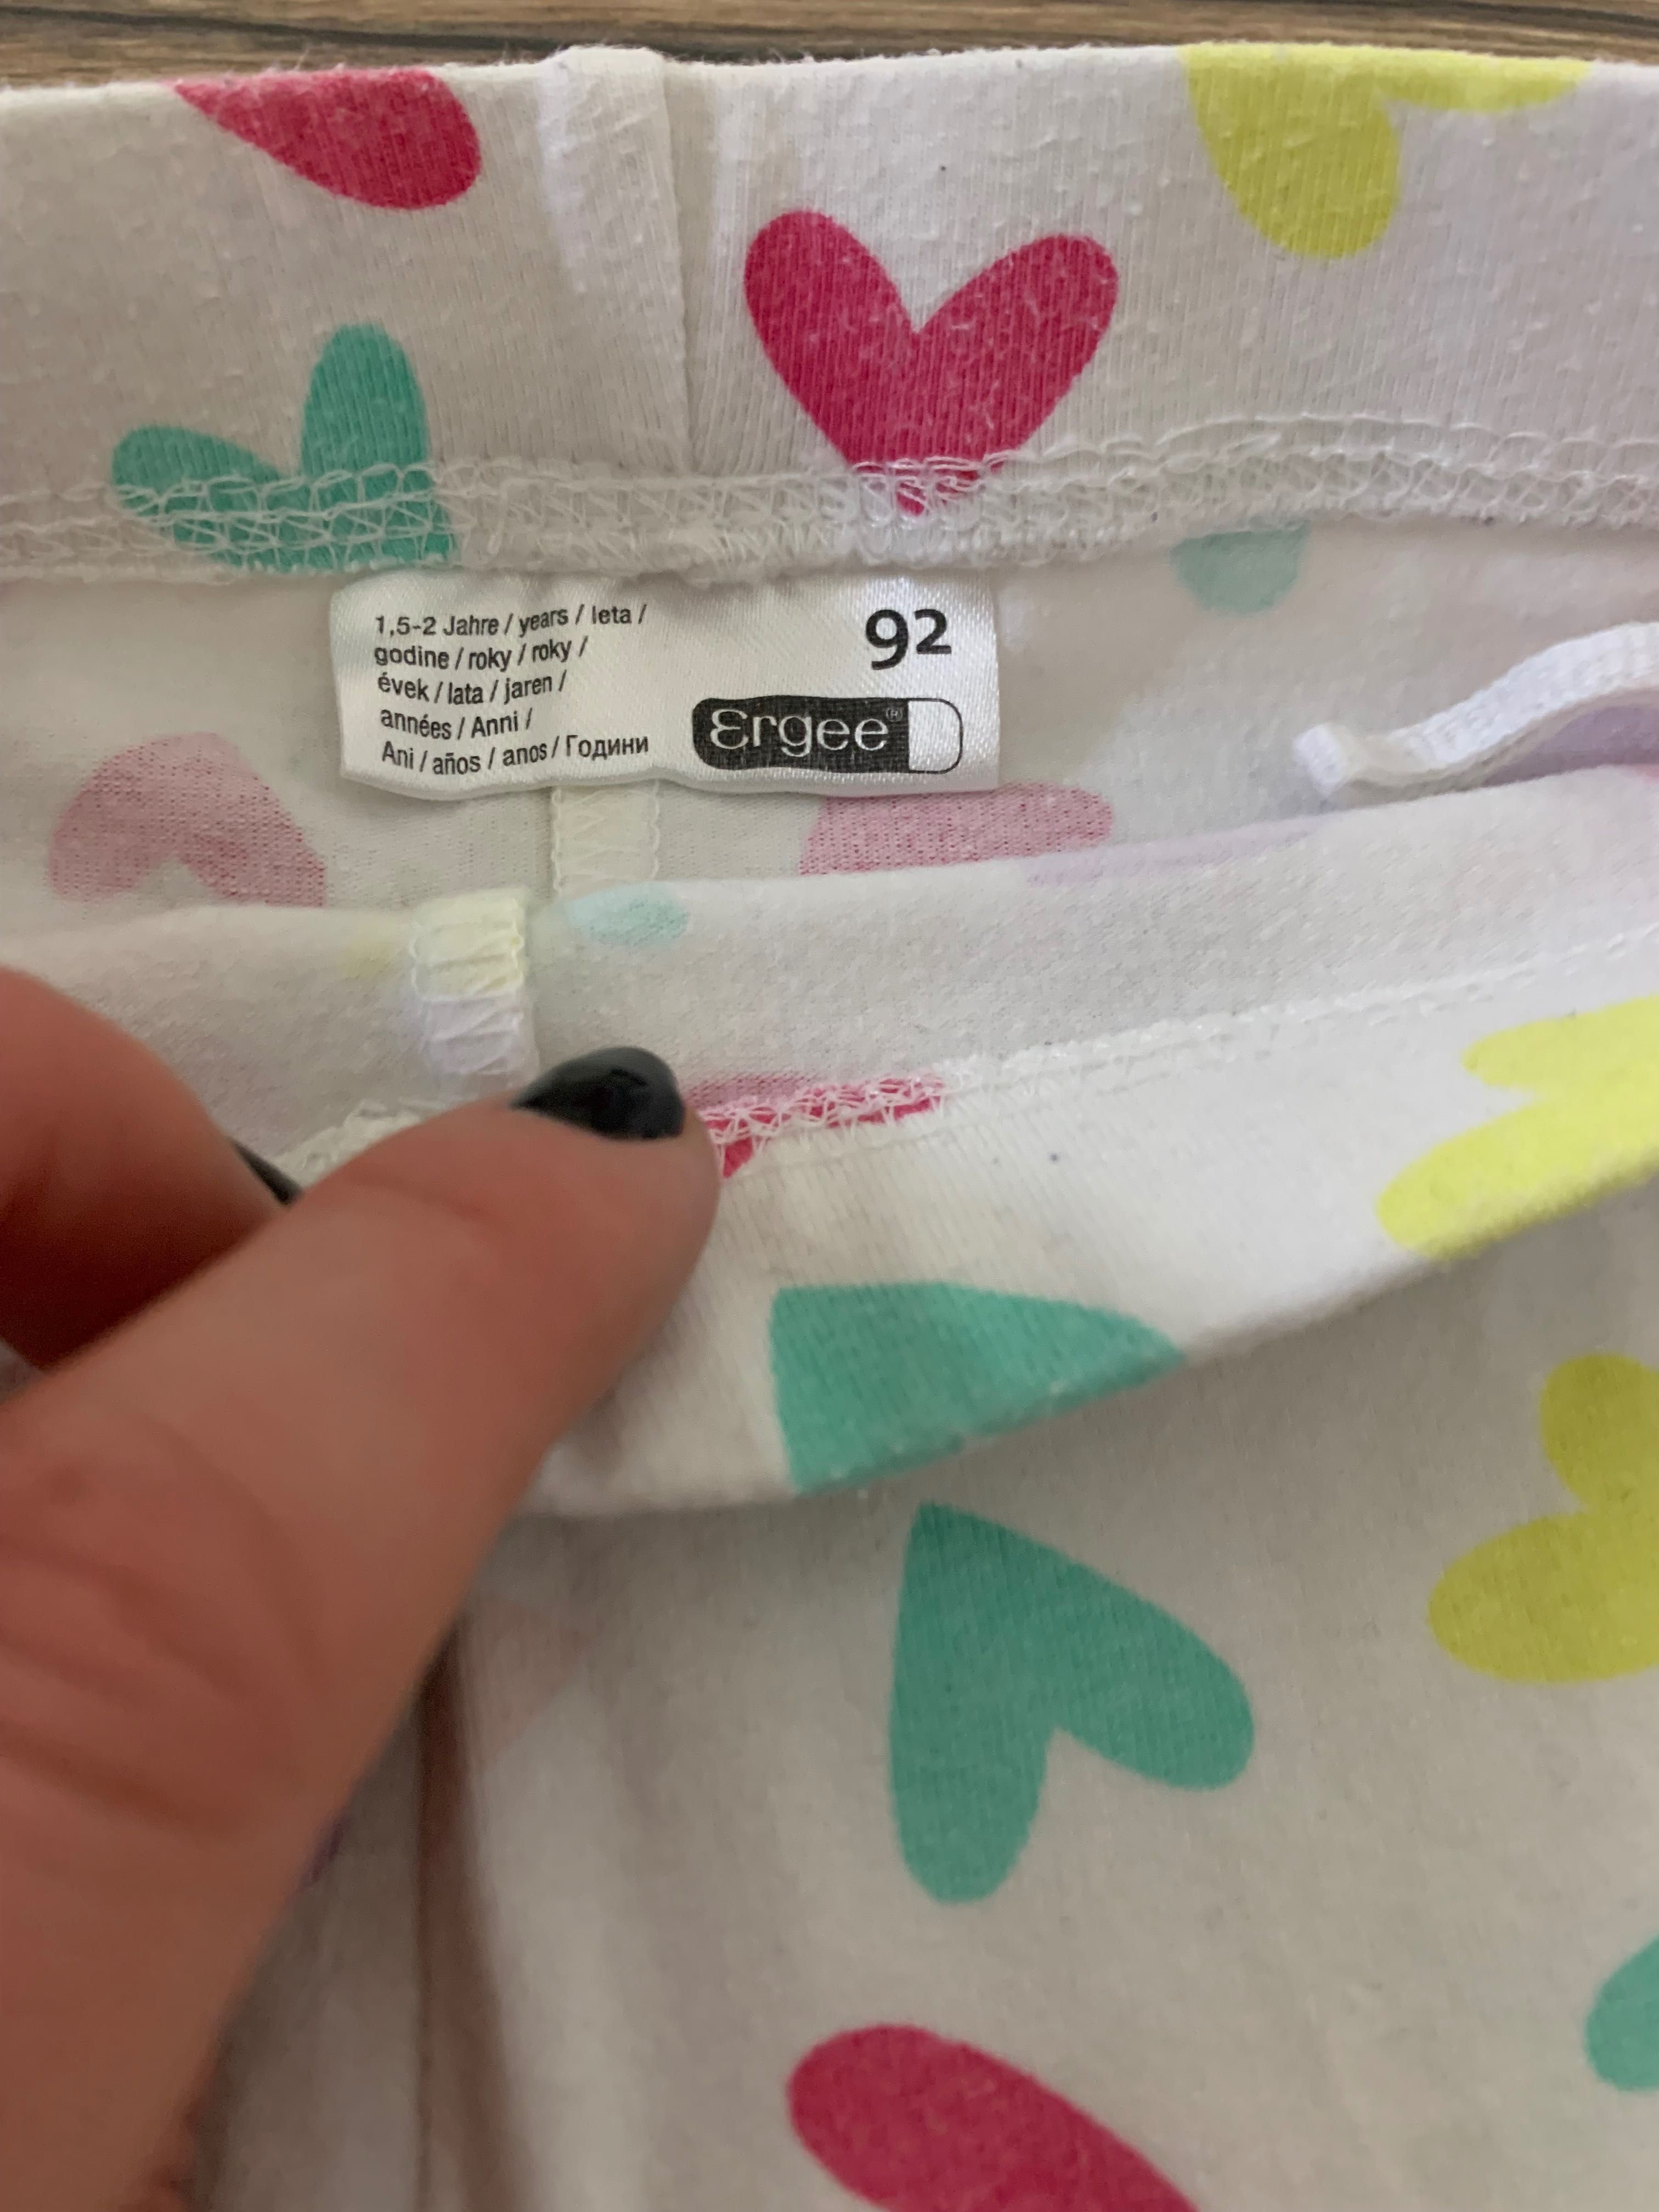 1,5-2 Jahre / years / leta /
godine / roky / roky /
évek / lata / jaren /
années / Anni /
Ani / años / anos / Години
92
ergee®